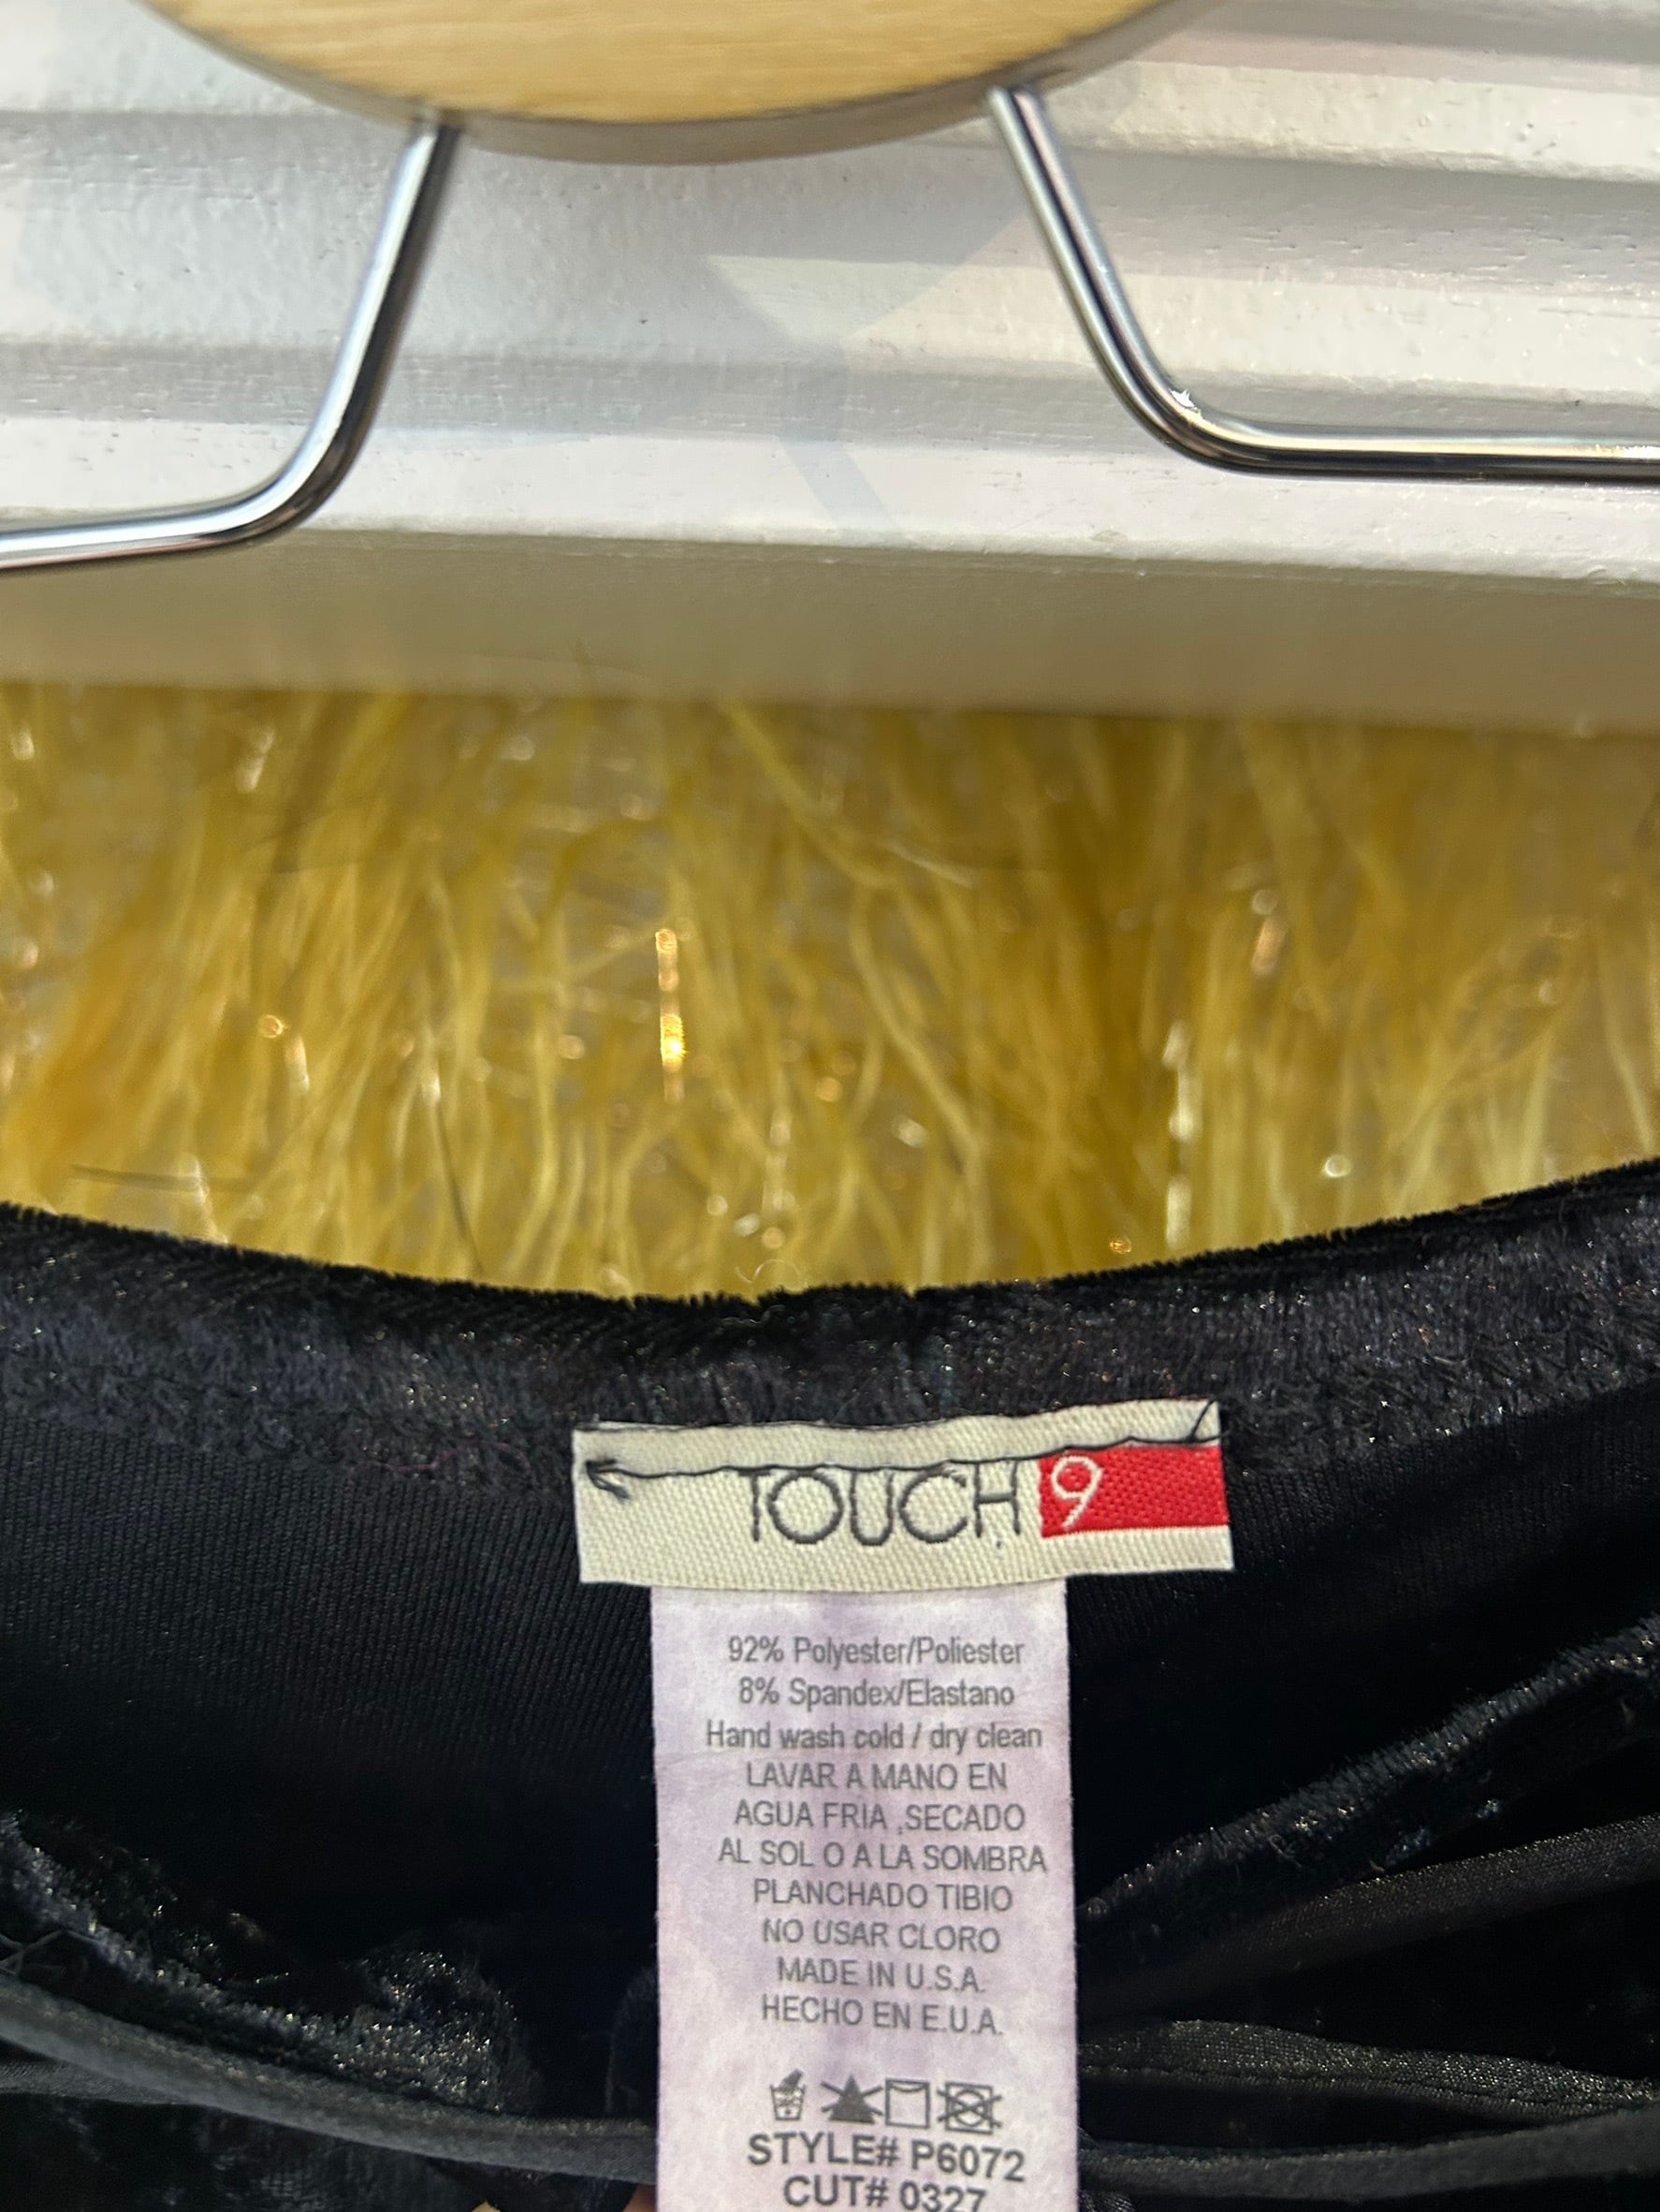 TOUCH 9
92% Polyester/Poliester
8% Spandex/Elastano
Hand wash cold / dry clean
LAVAR A MANO EN
AGUA FRIA ,SECADO
AL SOL O A LA SOMBRA
PLANCHADO TIBIO
NO USAR CLORO
MADE IN U.S.A.
HECHO EN E.U.A.
STYLE# P6072
CUT# 0327